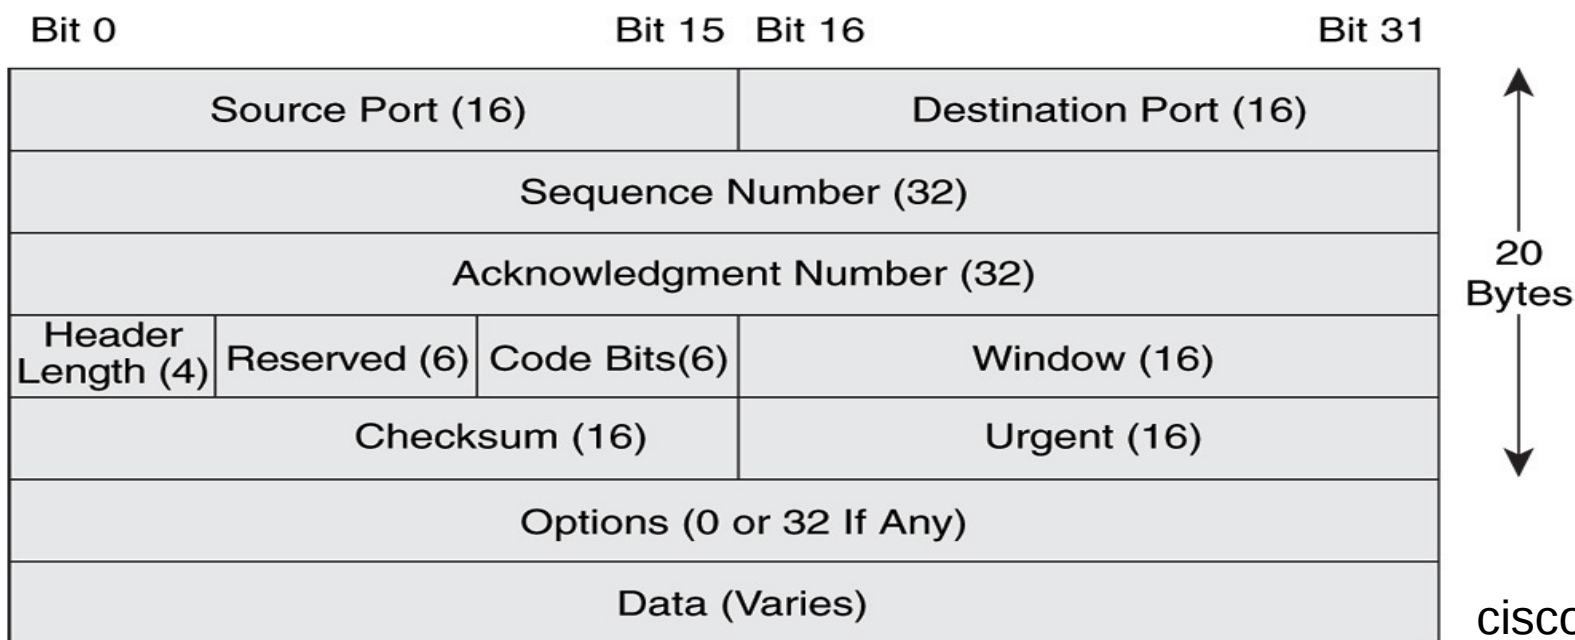 Bit 0 Bit 15 Bit 16 Bit 31
Source Port (16) Destination Port (16)
Sequence Number (32)
Acknowledgment Number (32)
20
Bytes
Header
Length (4) Reserved (6) Code Bits(6) Window (16)
Checksum (16) Urgent (16)
Options (0 or 32 If Any)
Data (Varies)
cisco